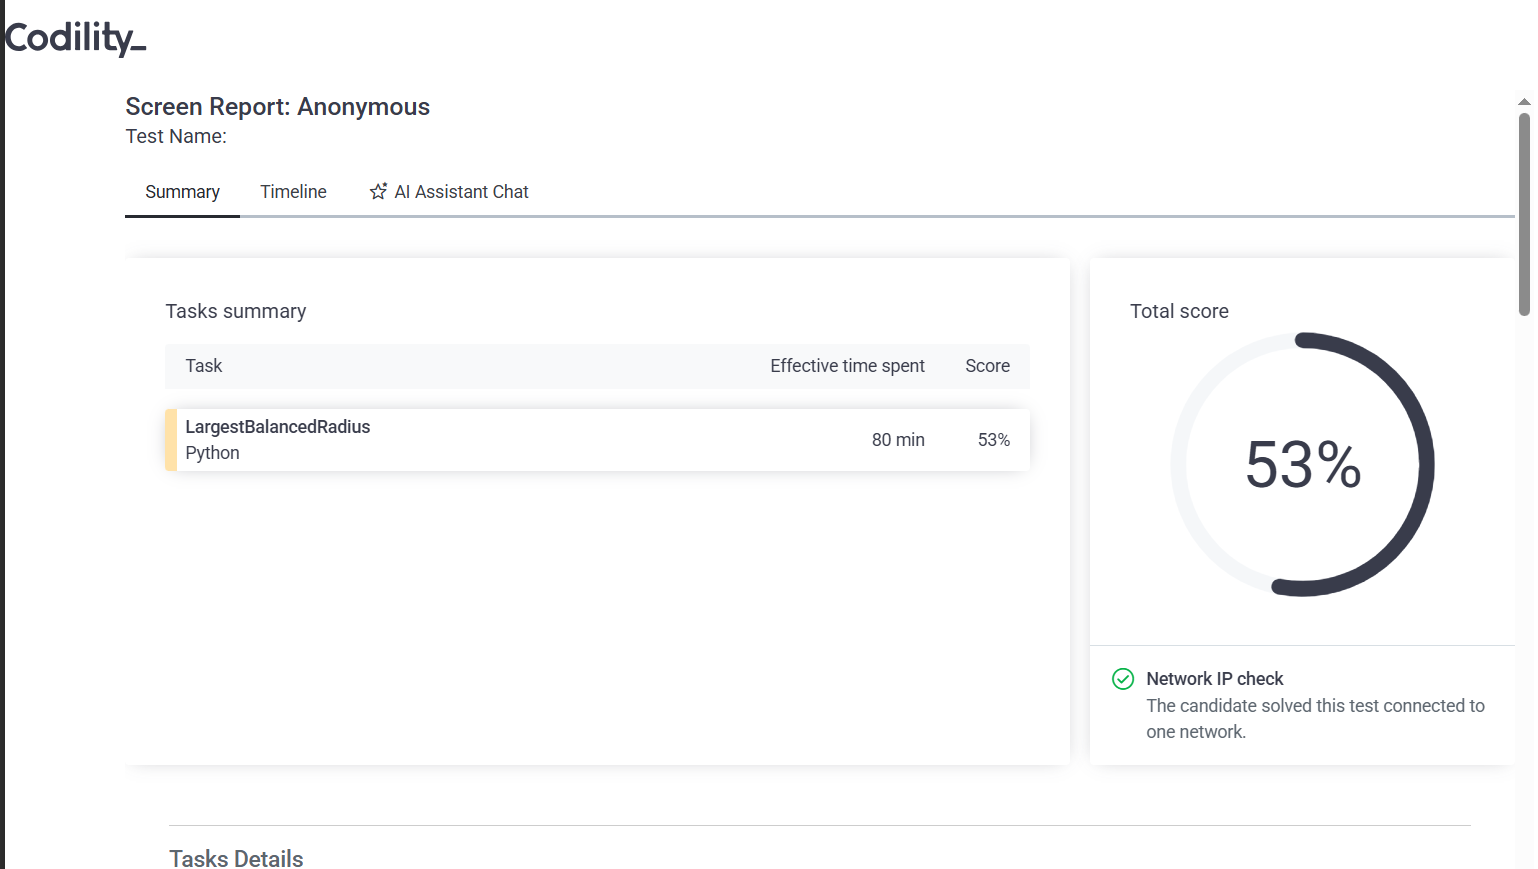 Codility_
Screen Report: Anonymous
Test Name:
Summary Timeline AI Assistant Chat
Tasks summary
Task Effective time spent Score
LargestBalancedRadius
Python
80 min 53%
Total score
53%
Network IP check
The candidate solved this test connected to
one network.
Tasks Details